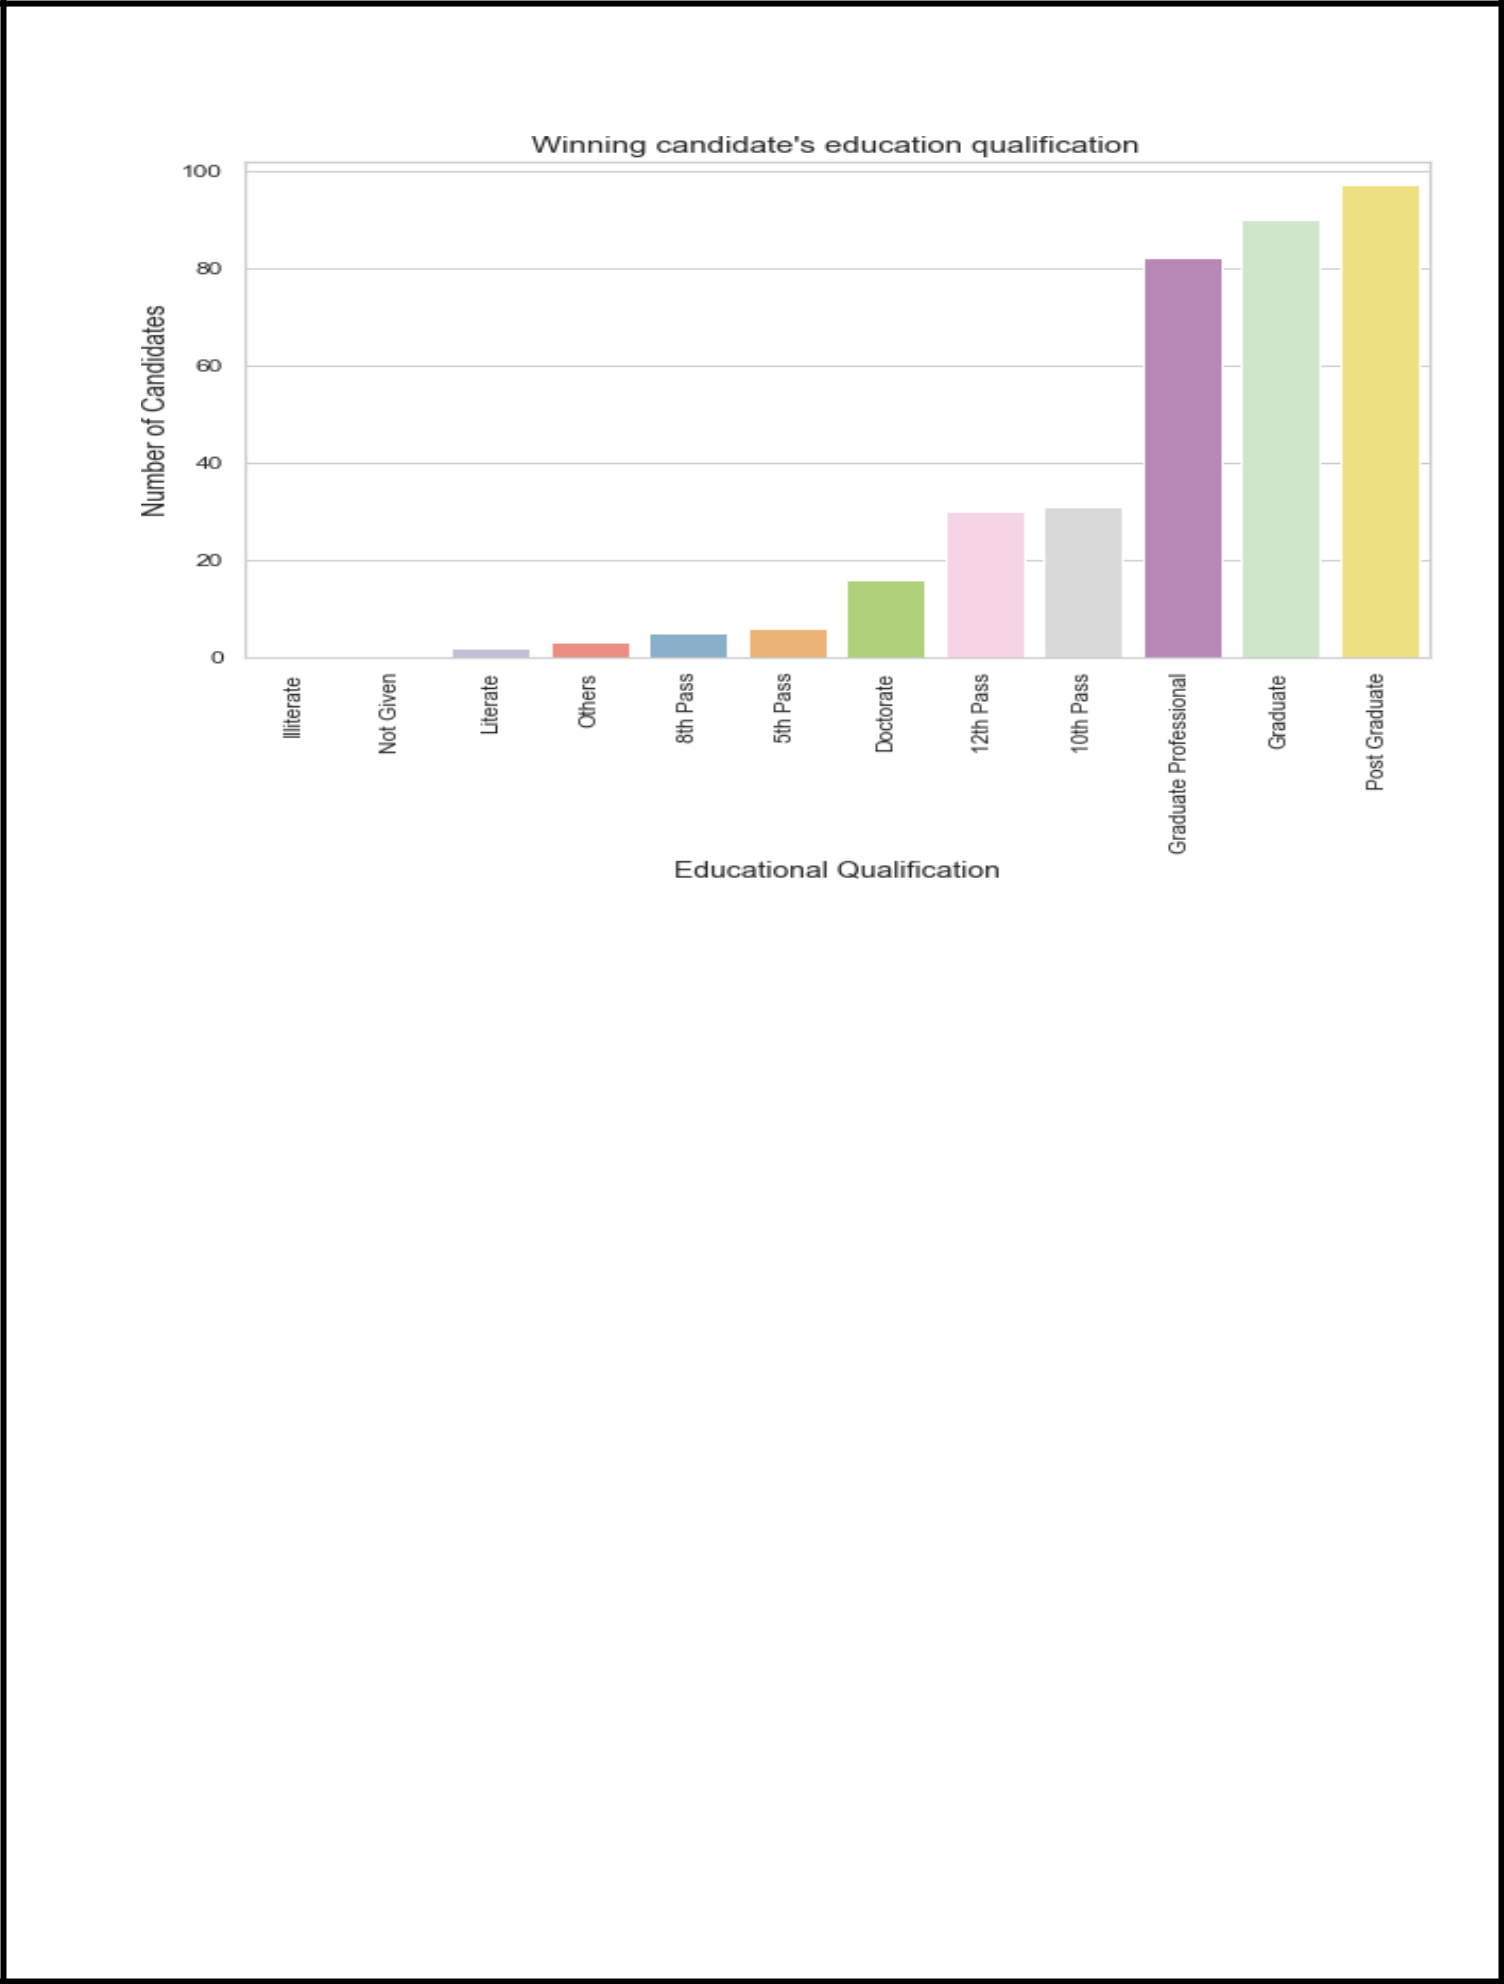 Winning candidate's education qualification
100
80
60
40
20
0
Number of Candidates
Illiterate
Not Given
Literate
Others
8th Pass
5th Pass
Doctorate
12th Pass
10th Pass
Graduate Professional
Graduate
Post Graduate
Educational Qualification